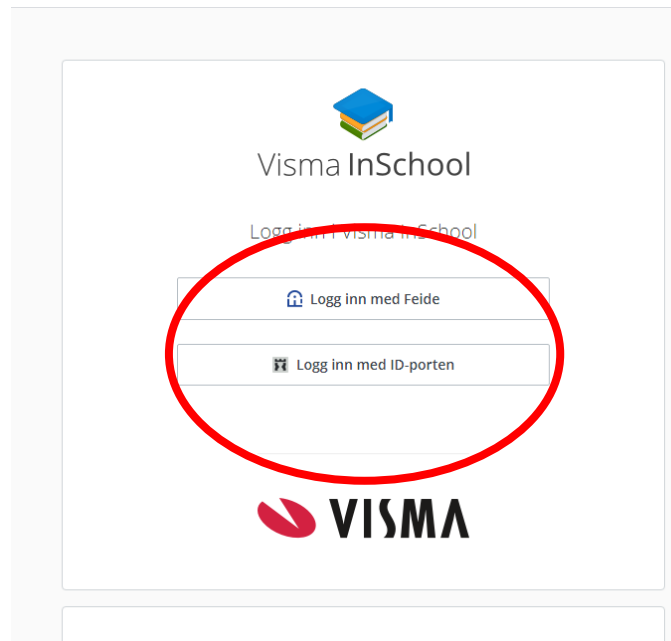 Visma InSchool
Logg inn i Visma InSchool
Logg inn med Feide
Logg inn med ID-porten
VISMA